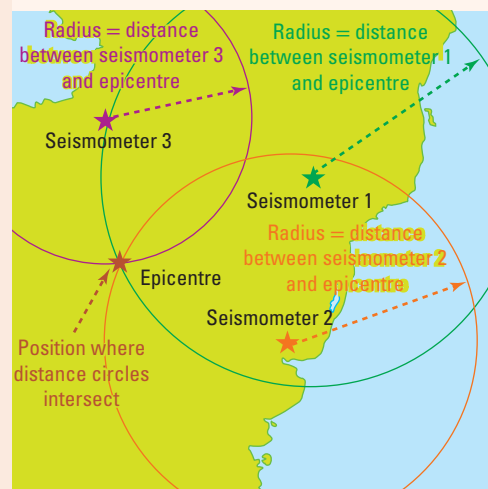 Radius = distance
between seismometer 3
and epicentre
Radius = distance
between seismometer 1
and epicentre
Seismometer 3
Seismometer 1
Radius = distance
between seismometer 2
and epicentre
Epicentre
Seismometer 2
Position where
distance circles
intersect